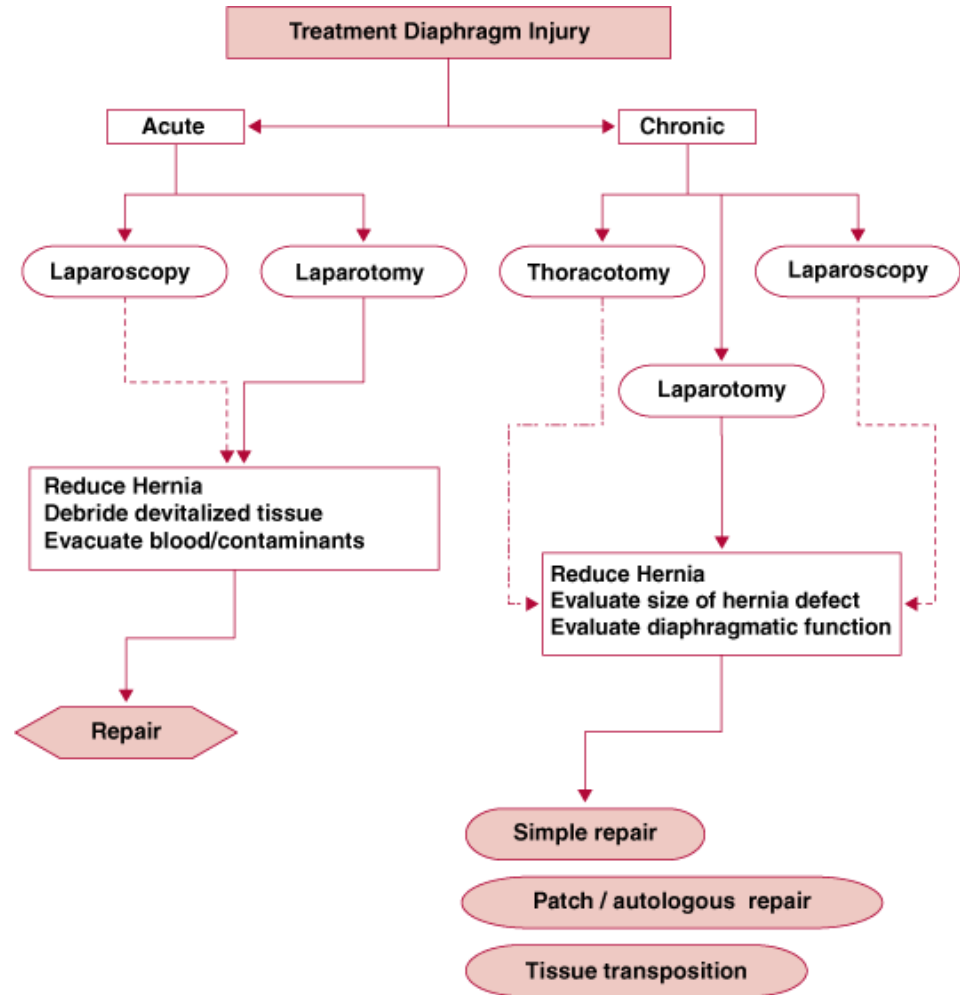 Treatment Diaphragm Injury
Acute
Chronic
Laparoscopy
Laparotomy
Thoracotomy
Laparoscopy
Laparotomy
Reduce Hernia
Debride devitalized tissue
Evacuate blood/contaminants
Reduce Hernia
Evaluate size of hernia defect
Evaluate diaphragmatic function
Repair
Simple repair
Patch / autologous repair
Tissue transposition